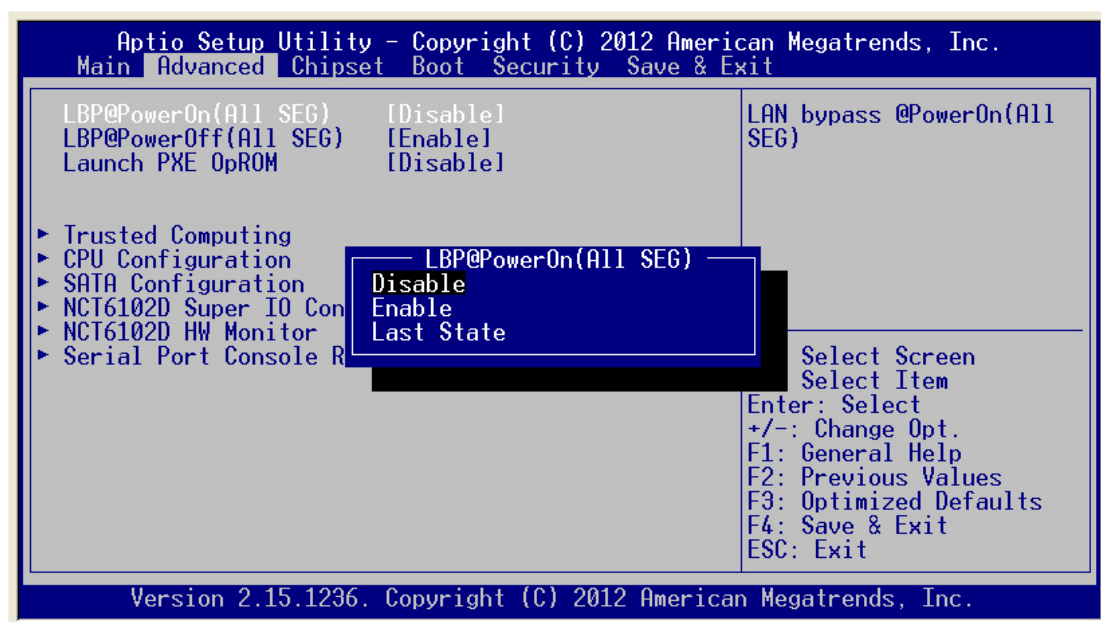 Aptio Setup Utility – Copyright (C) 2012 American Megatrends, Inc.
Main Advanced Chipset Boot Security Save & Exit
LBP@PowerOn(All SEG) [Disable]
LBP@PowerOff(All SEG) [Enable]
Launch PXE OpROM [Disable]
► Trusted Computing
► CPU Configuration
► SATA Configuration
► NCT6102D Super IO Con
► NCT6102D HW Monitor
► Serial Port Console R
LBP@PowerOn(All SEG)
Disable
Enable
Last State
LAN bypass @PowerOn(All
SEG)
Select Screen
Select Item
Enter: Select
+/-: Change Opt.
F1: General Help
F2: Previous Values
F3: Optimized Defaults
F4: Save & Exit
ESC: Exit
Version 2.15.1236. Copyright (C) 2012 American Megatrends, Inc.